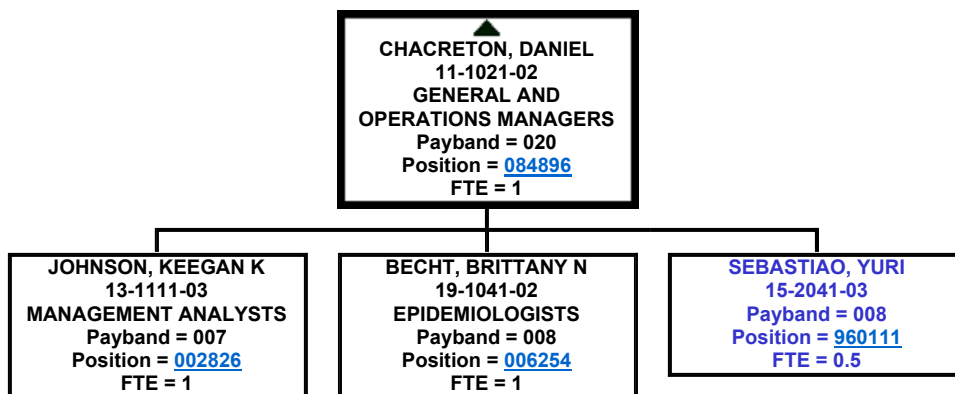 CHACRETON, DANIEL
11-1021-02
GENERAL AND
OPERATIONS MANAGERS
Payband = 020
Position = 084896
FTE = 1
JOHNSON, KEEGAN K
13-1111-03
MANAGEMENT ANALYSTS
Payband = 007
Position = 002826
FTE = 1
BECHT, BRITTANY N
19-1041-02
EPIDEMIOLOGISTS
Payband = 008
Position = 006254
FTE = 1
SEBASTIAO, YURI
15-2041-03
Payband = 008
Position = 960111
FTE = 0.5